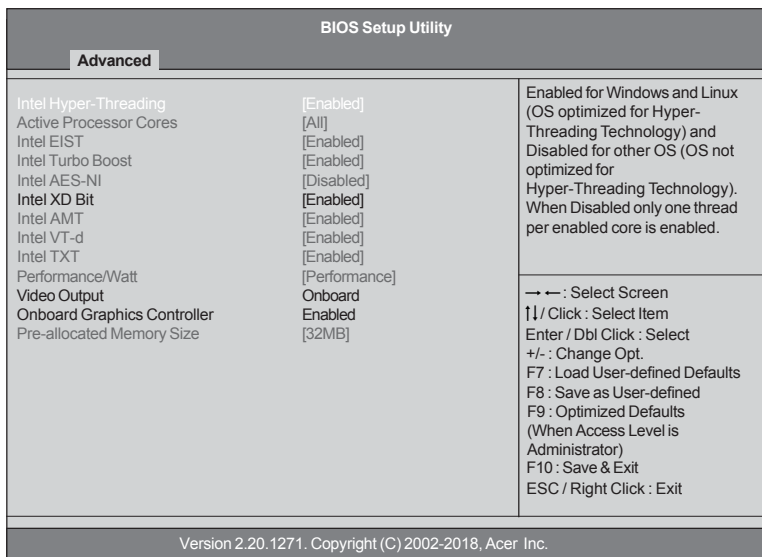 BIOS Setup Utility
Advanced
Intel Hyper-Threading [Enabled]
Active Processor Cores [All]
Intel EIST [Enabled]
Intel Turbo Boost [Enabled]
Intel AES-NI [Disabled]
Intel XD Bit [Enabled]
Intel AMT [Enabled]
Intel VT-d [Enabled]
Intel TXT [Enabled]
Performance/Watt [Performance]
Video Output Onboard
Onboard Graphics Controller Enabled
Pre-allocated Memory Size [32MB]
Enabled for Windows and Linux
(OS optimized for Hyper-
Threading Technology) and
Disabled for other OS (OS not
optimized for
Hyper-Threading Technology).
When Disabled only one thread
per enabled core is enabled.
→←: Select Screen
↑↓/ Click : Select Item
Enter / Dbl Click : Select
+/- : Change Opt.
F7 : Load User-defined Defaults
F8 : Save as User-defined
F9 : Optimized Defaults
(When Access Level is
Administrator)
F10 : Save & Exit
ESC / Right Click : Exit
Version 2.20.1271. Copyright (C) 2002-2018, Acer Inc.